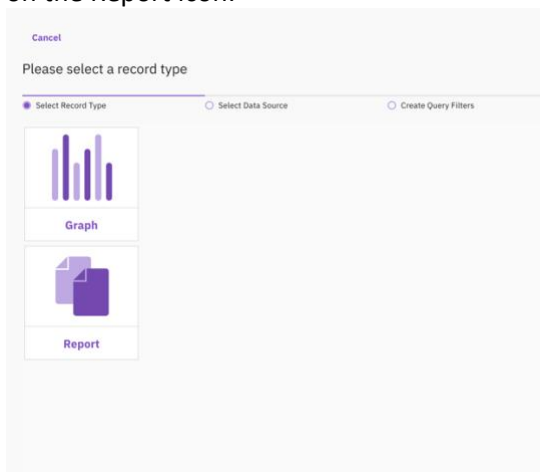 on the Report icon.
Cancel
Please select a record type
Select Record Type Select Data Source Create Query Filters
Graph
Report